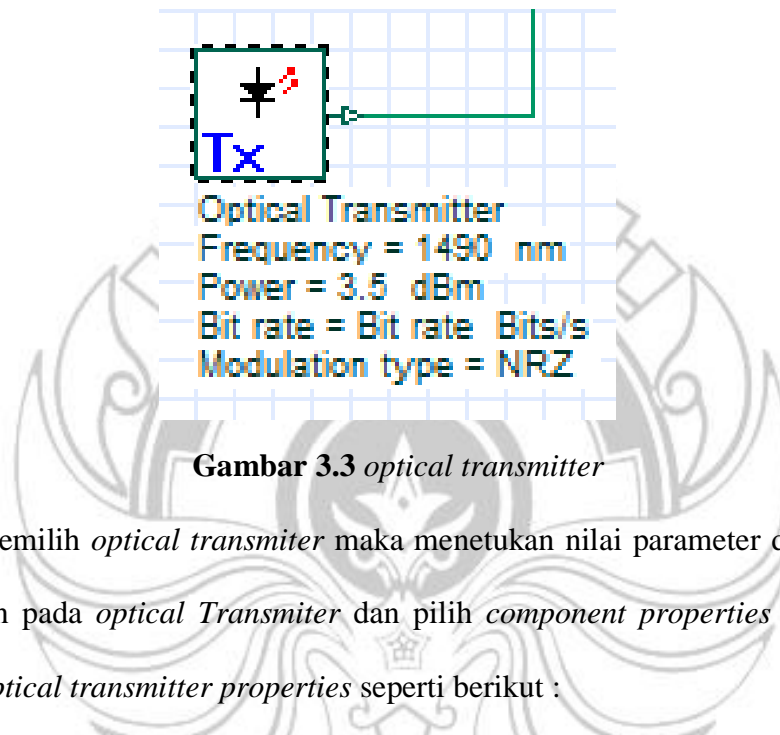 Tx
Optical Transmitter
Frequency = 1490 nm
Power = 3.5 dBm
Bit rate = Bit rate Bits/s
Modulation type = NRZ
Gambar 3.3 optical transmitter
emilih optical transmiter maka menetukan nilai parameter
pada optical Transmiter dan pilih component properties
optical transmitter properties seperti berikut :